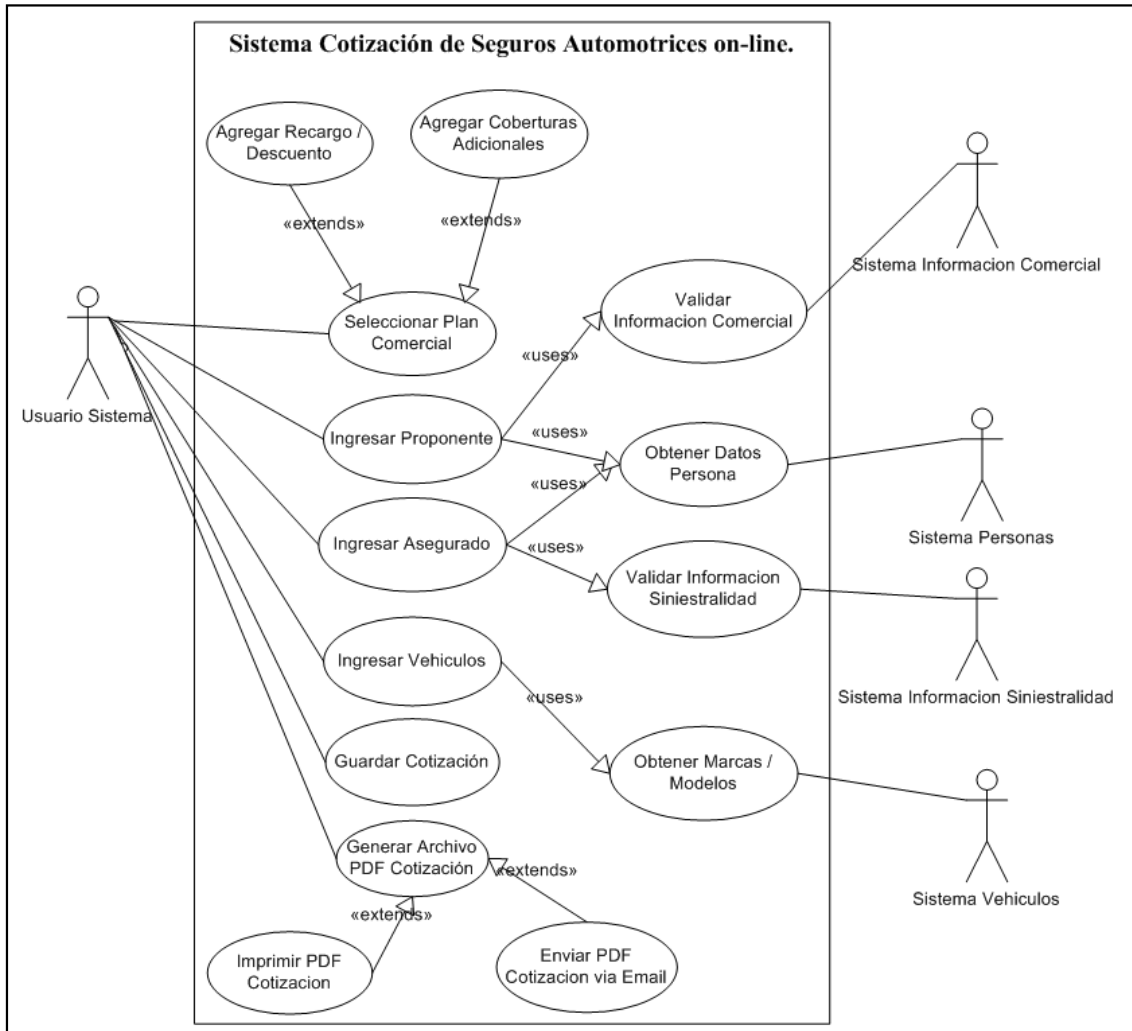 Sistema Cotización de Seguros Automotrices on-line.
Agregar Recargo /
Descuento
Agregar Coberturas
Adicionales
«extends»
«extends»
Sistema Informacion Comercial
Validar
Informacion Comercial
Seleccionar Plan
Comercial
«uses»
Usuario Sistema
Ingresar Proponente
«uses»
Obtener Datos
Persona
«uses»
Sistema Personas
Ingresar Asegurado
«uses»
Validar Informacion
Siniestralidad
Ingresar Vehiculos
«uses»
Sistema Informacion Siniestralidad
Guardar Cotización
Obtener Marcas /
Modelos
Generar Archivo
PDF Cotización
«extends»
Sistema Vehiculos
«extends»
Imprimir PDF
Cotizacion
Enviar PDF
Cotizacion via Email